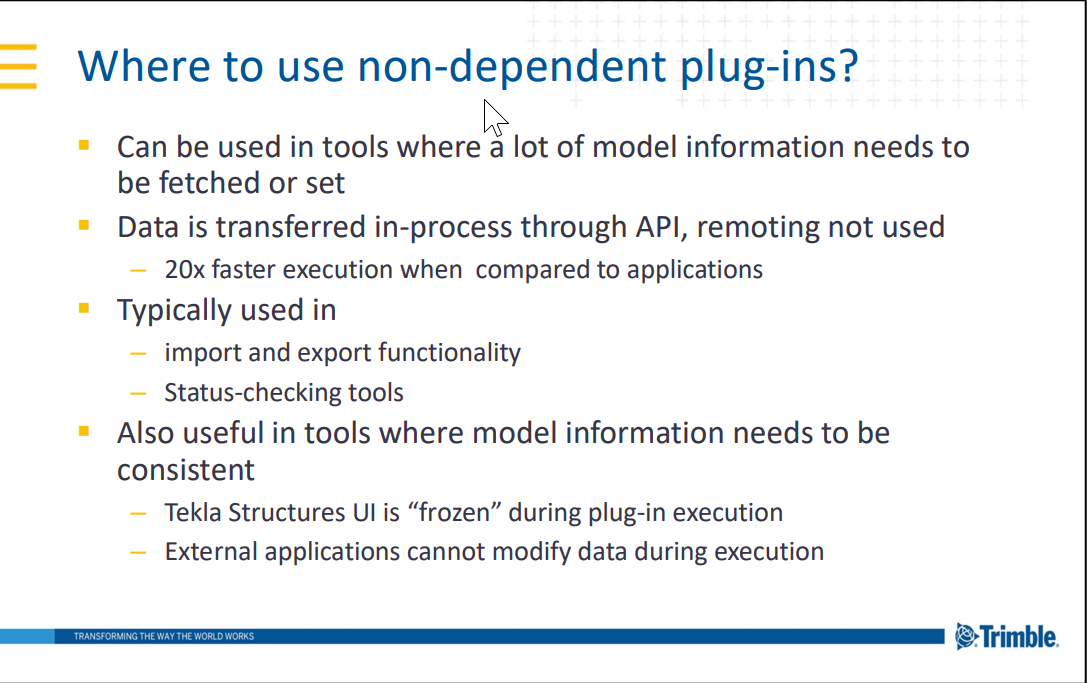 Where to use non-dependent plug-ins?
Can be used in tools where a lot of model information needs to
be fetched or set
Data is transferred in-process through API, remoting not used
– 20x faster execution when  compared to applications
Typically used in
– import and export functionality
– Status-checking tools
Also useful in tools where model information needs to be
consistent
– Tekla Structures UI is “frozen” during plug-in execution
– External applications cannot modify data during execution
TRANSFORMING THE WAY THE WORLD WORKS
Trimble.